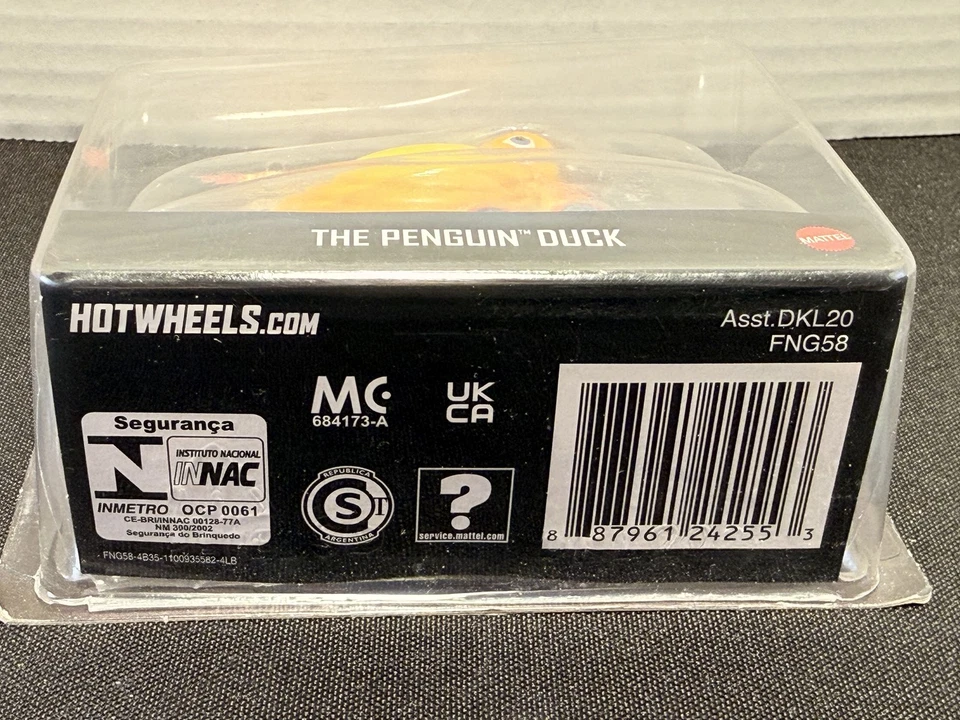 THE PENGUIN™ DUCK
MATTEL
HOTWHEELS.COM
Asst.DKL20
FNG58
MC
684173-A
UK
CA
Segurança
N
INSTITUTO NACIONAL
INNAC
INMETRO OCP 0061
CE-BRI/INNAC 00128-77A
NM 300/2002
Segurança do Brinquedo
REPUBLICA
S
ARGENTINA
?
service.mattel.com
8 87961 24255 3
FNG58-4B35-1100935582-4LB